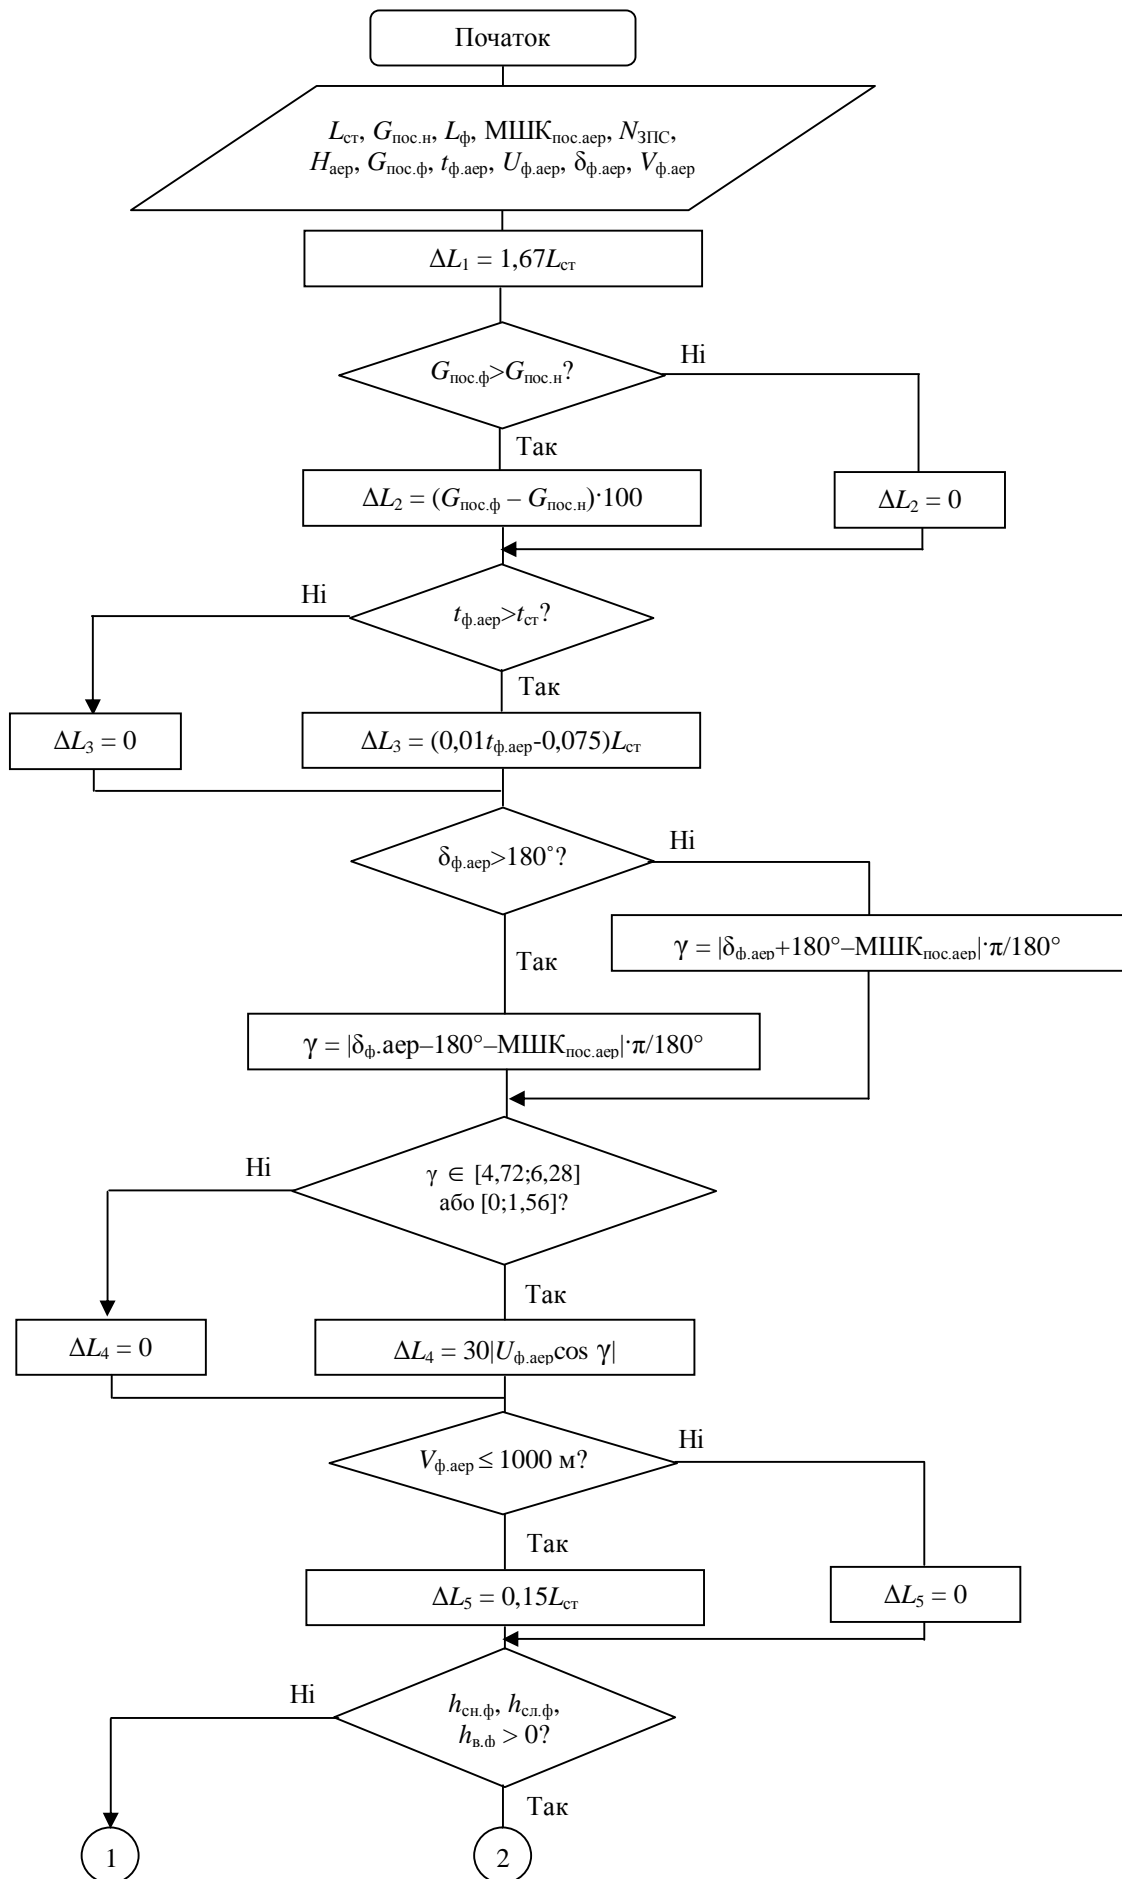 Початок
Lст, Gпос.н, Lф, МШКпос.аер, NЗПС,
Hаер, Gпос.ф, tф.аер, Uф.аер, δф.аер, Vф.аер
ΔL1 = 1,67Lст
Gпос.ф>Gпос.н?
Ні
Так
ΔL2 = (Gпос.ф – Gпос.н)·100
ΔL2 = 0
Ні
tф.аер>tст?
Так
ΔL3 = 0
ΔL3 = (0,01tф.аер-0,075)Lст
δф.аер>180˚?
Ні
γ = |δф.аер+180°–МШКпос.аер|·π/180°
Так
γ = |δф.аер–180°–МШКпос.аер|·π/180°
Ні
γ ∈ [4,72;6,28]
або [0;1,56]?
Так
ΔL4 = 0
ΔL4 = 30|Uф.аерcos γ|
Vф.аер ≤ 1000 м?
Ні
Так
ΔL5 = 0,15Lст
ΔL5 = 0
Ні
hсн.ф, hсл.ф,
hв.ф > 0?
Так
1
2